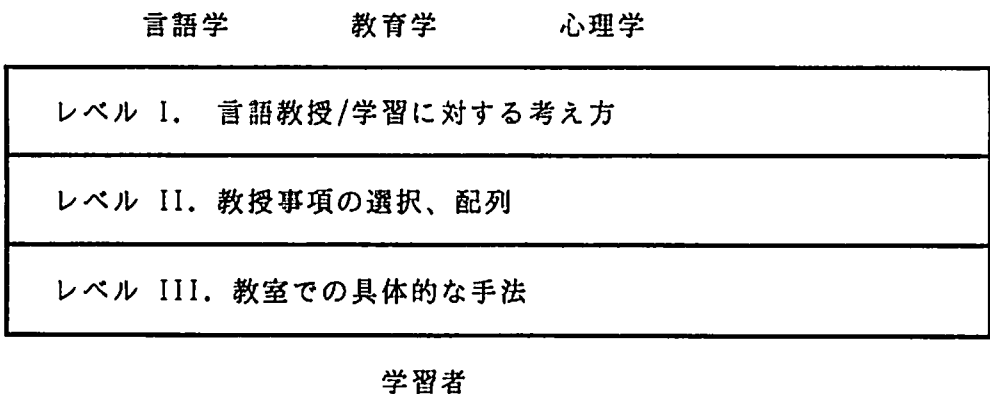 言語学 教育学 心理学
レベル I. 言語教授/学習に対する考え方
レベル II. 教授事項の選択、配列
レベル III. 教室での具体的な手法
学習者